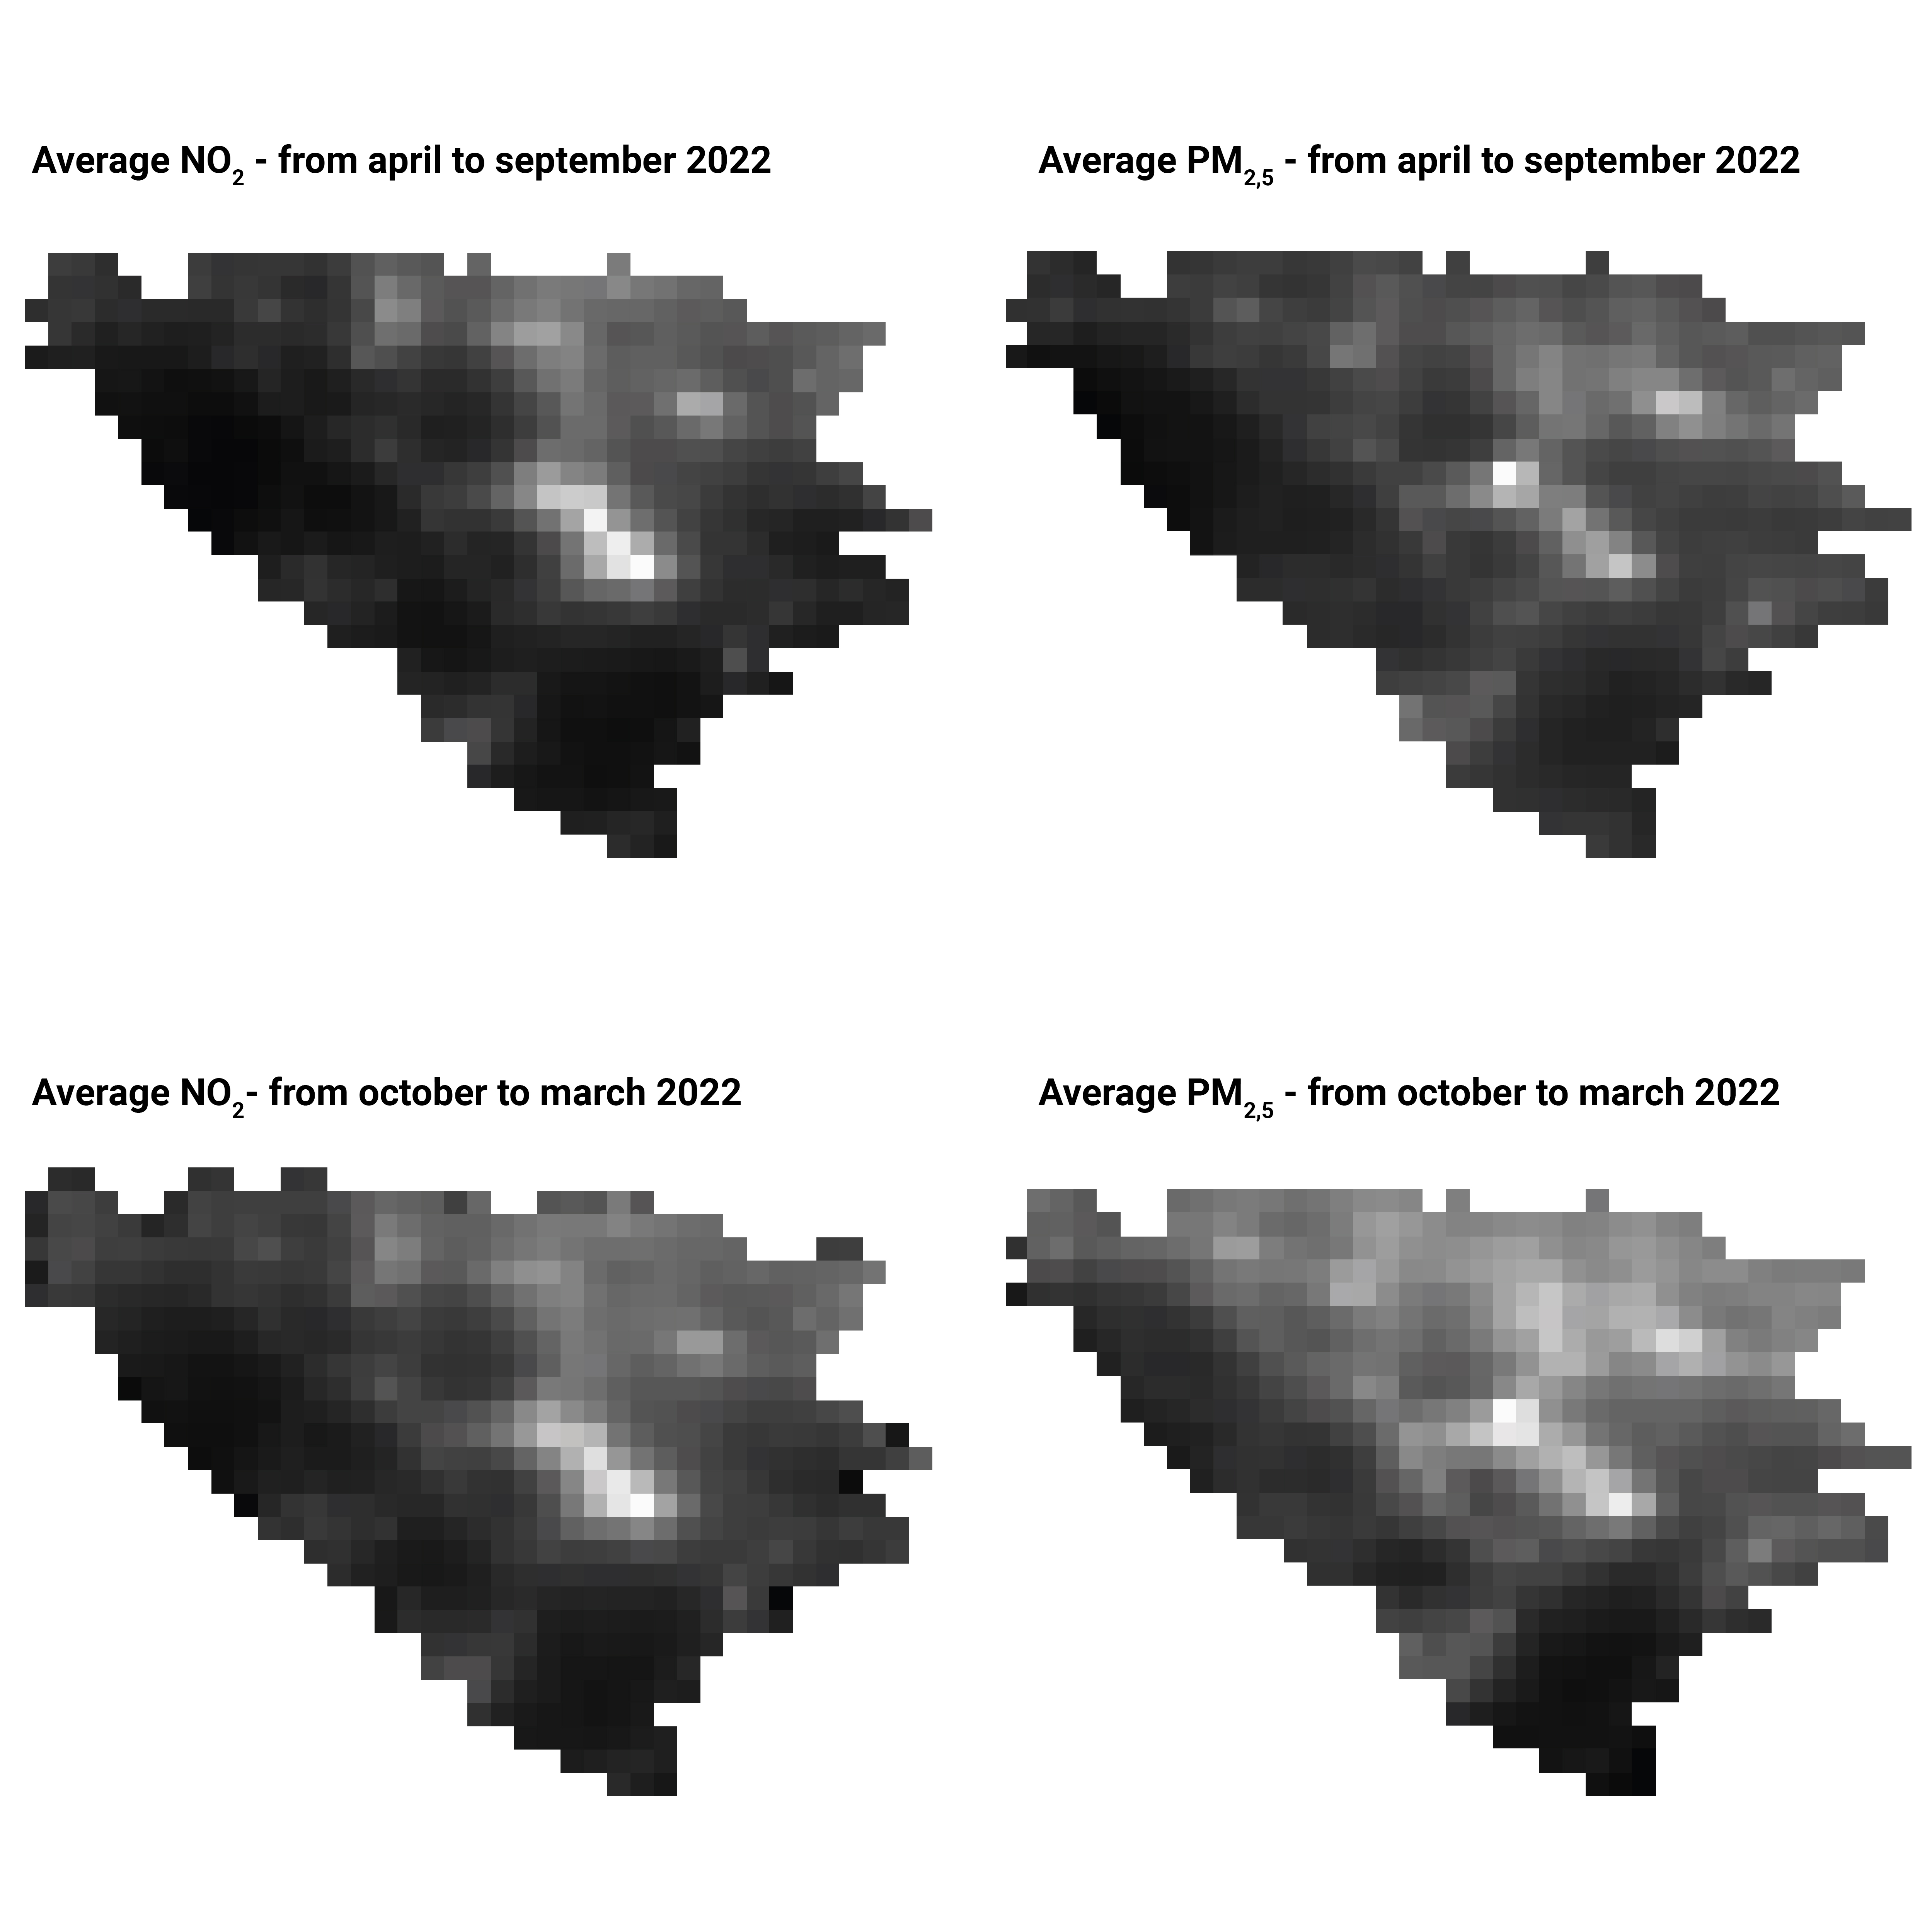 Average NO₂ - from april to september 2022
Average PM₂,₅ - from april to september 2022
Average NO₂- from october to march 2022
Average PM₂,₅ - from october to march 2022